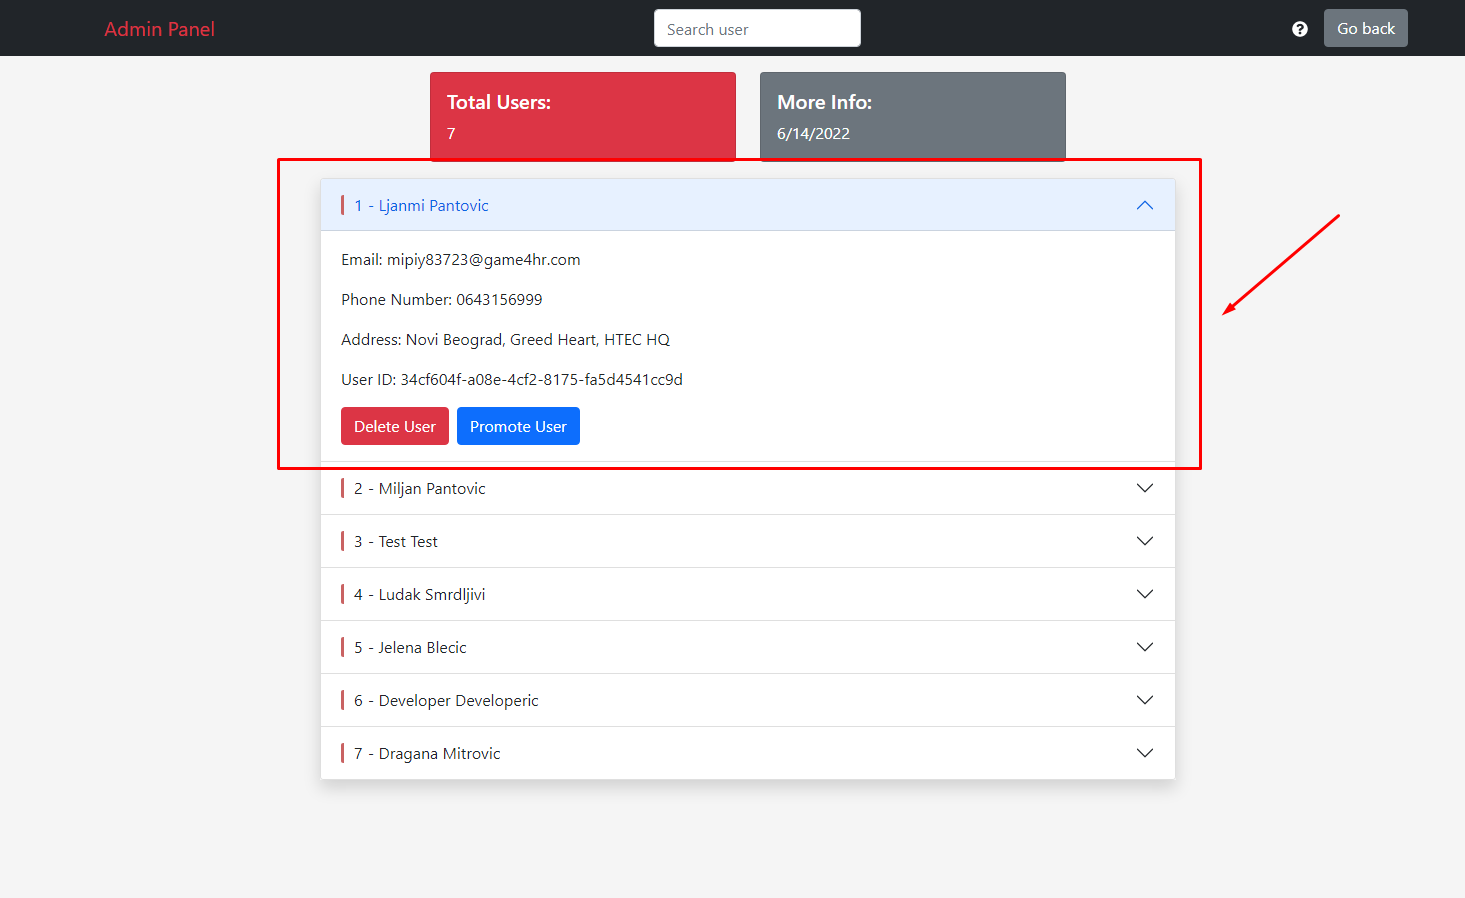 Admin Panel
Search user
Go back
Total Users:
7
More Info:
6/14/2022
1 - Ljanmi Pantovic
Email: mipiy83723@game4hr.com
Phone Number: 0643156999
Address: Novi Beograd, Greed Heart, HTEC HQ
User ID: 34cf604f-a08e-4cf2-8175-fa5d4541cc9d
Delete User
Promote User
2 - Miljan Pantovic
3 - Test Test
4 - Ludak Smrdljivi
5 - Jelena Blecic
6 - Developer Developeric
7 - Dragana Mitrovic